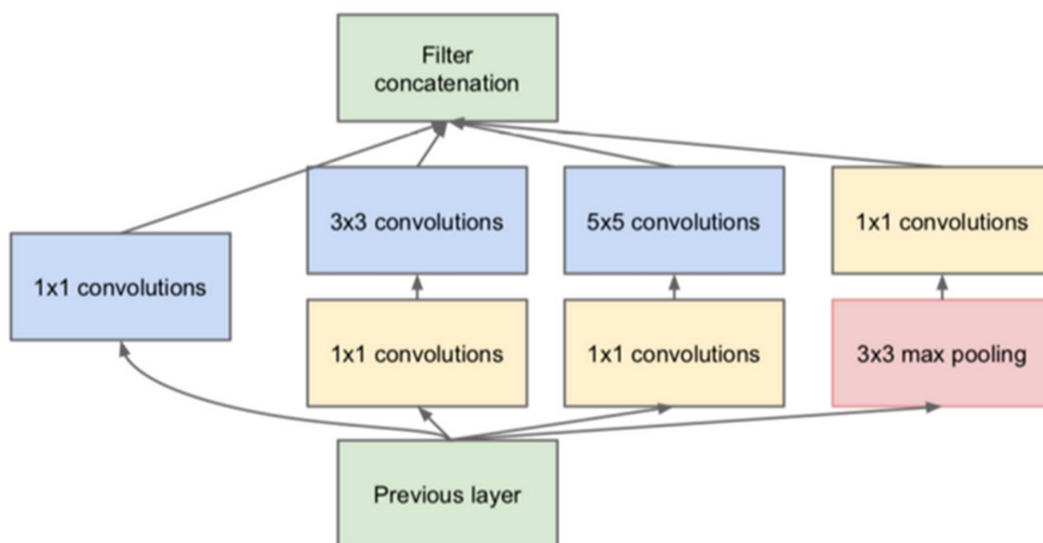 Filter
concatenation
3x3 convolutions
5x5 convolutions
1x1 convolutions
1x1 convolutions
1x1 convolutions
1x1 convolutions
3x3 max pooling
Previous layer